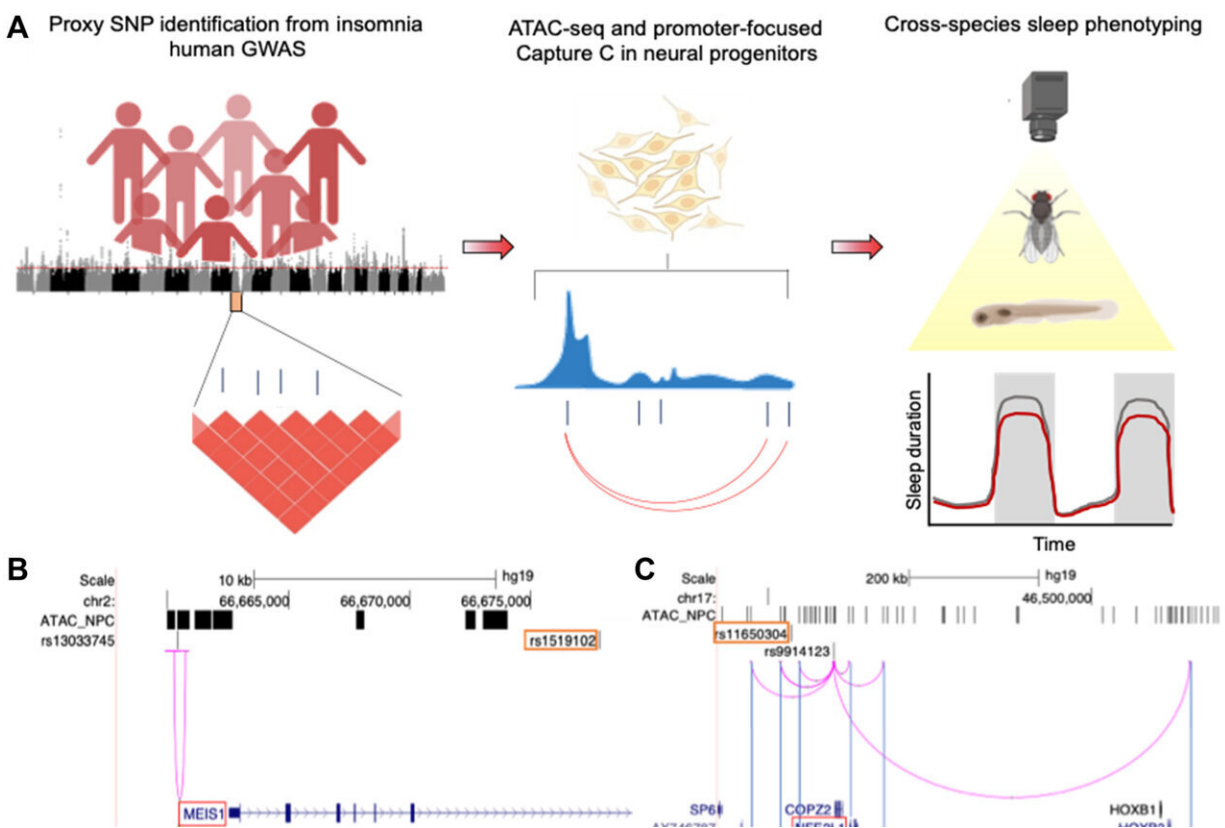 A
Proxy SNP identification from insomnia
human GWAS
ATAC-seq and promoter-focused
Capture C in neural progenitors
Cross-species sleep phenotyping
Sleep duration
Time
B
Scale
10 kb
hg19
chr2:
66,665,000
66,670,000
66,675,000
ATAC_NPC
rs13033745
rs1519102
MEIS1
C
Scale
200 kb
hg19
chr17:
46,500,000
ATAC_NPC
rs11650304
rs9914123
SP6
COPZ2
HOXB1